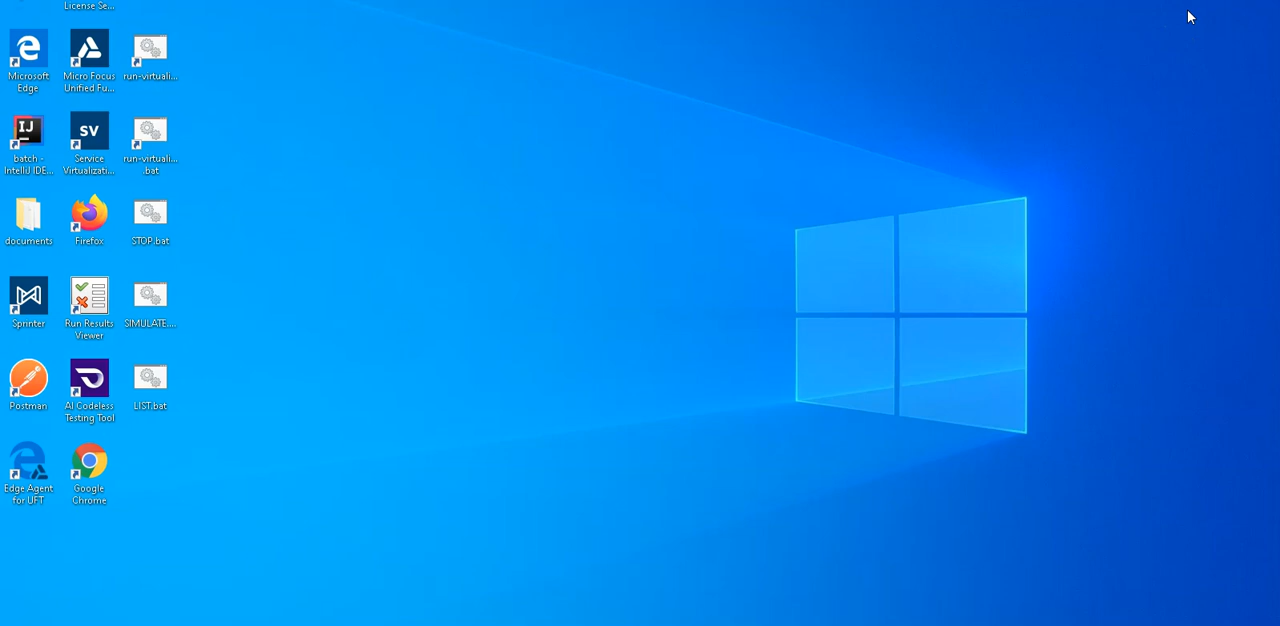 License Se...
Microsoft
Edge
Micro Focus
Unified Fu...
run-virtuali...
IJ
batch -
IntelliJ IDE...
SV
Service
Virtualizati...
run-virtuali...
.bat
documents
Firefox
STOP.bat
Sprinter
Run Results
Viewer
SIMULATE....
Postman
AI Codeless
Testing Tool
LIST.bat
Edge Agent
for UFT
Google
Chrome